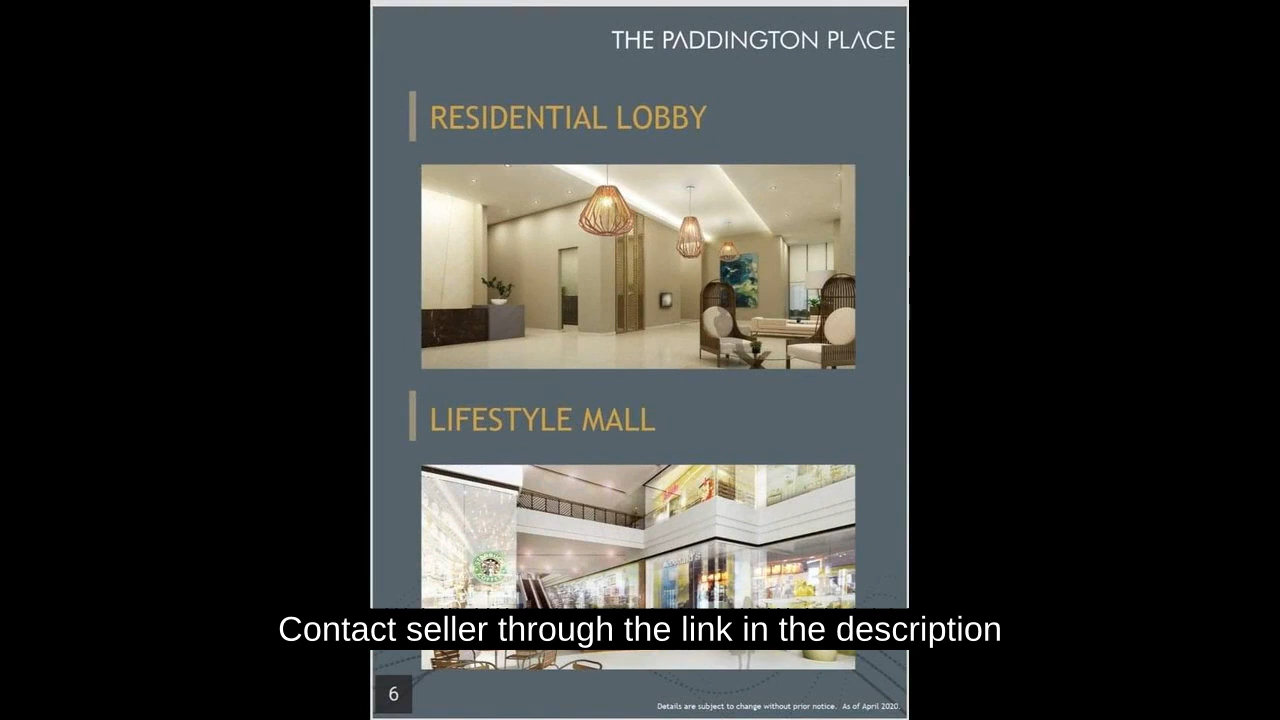 THE PADDINGTON PLACE
RESIDENTIAL LOBBY
LIFESTYLE MALL
Contact seller through the link in the description
6
Details are subject to change without prior notice. As of April 2020.